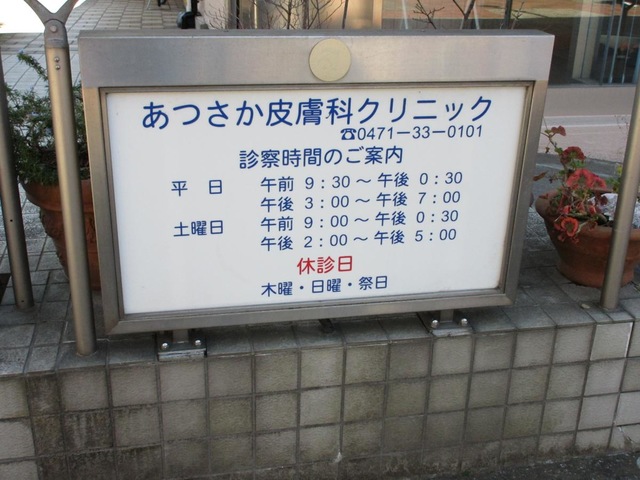 あつさか皮膚科クリニック
☎0471-33-0101
診察時間のご案内
平 日 午前 9:30～午後 0:30
午後 3:00～午後 7:00
土曜日 午前 9:00～午後 0:30
午後 2:00～午後 5:00
休診日
木曜・日曜・祭日